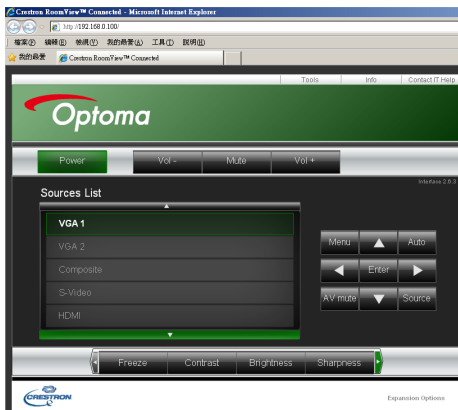 Crestron RoomView™ Connected - Microsoft Internet Explorer
http://192.168.0.100/
檔案(F) 編輯(E) 檢視(V) 我的最愛(A) 工具(T) 說明(H)
我的最愛 Crestron RoomView™ Connected
Tools Info Contact IT Help
Optoma
Power Vol - Mute Vol +
Interface 2.6.3
Sources List
VGA 1
VGA 2
Composite
S-Video
HDMI
Menu Auto
Enter
AV mute Source
Freeze Contrast Brightness Sharpness
CRESTRON
Expansion Options